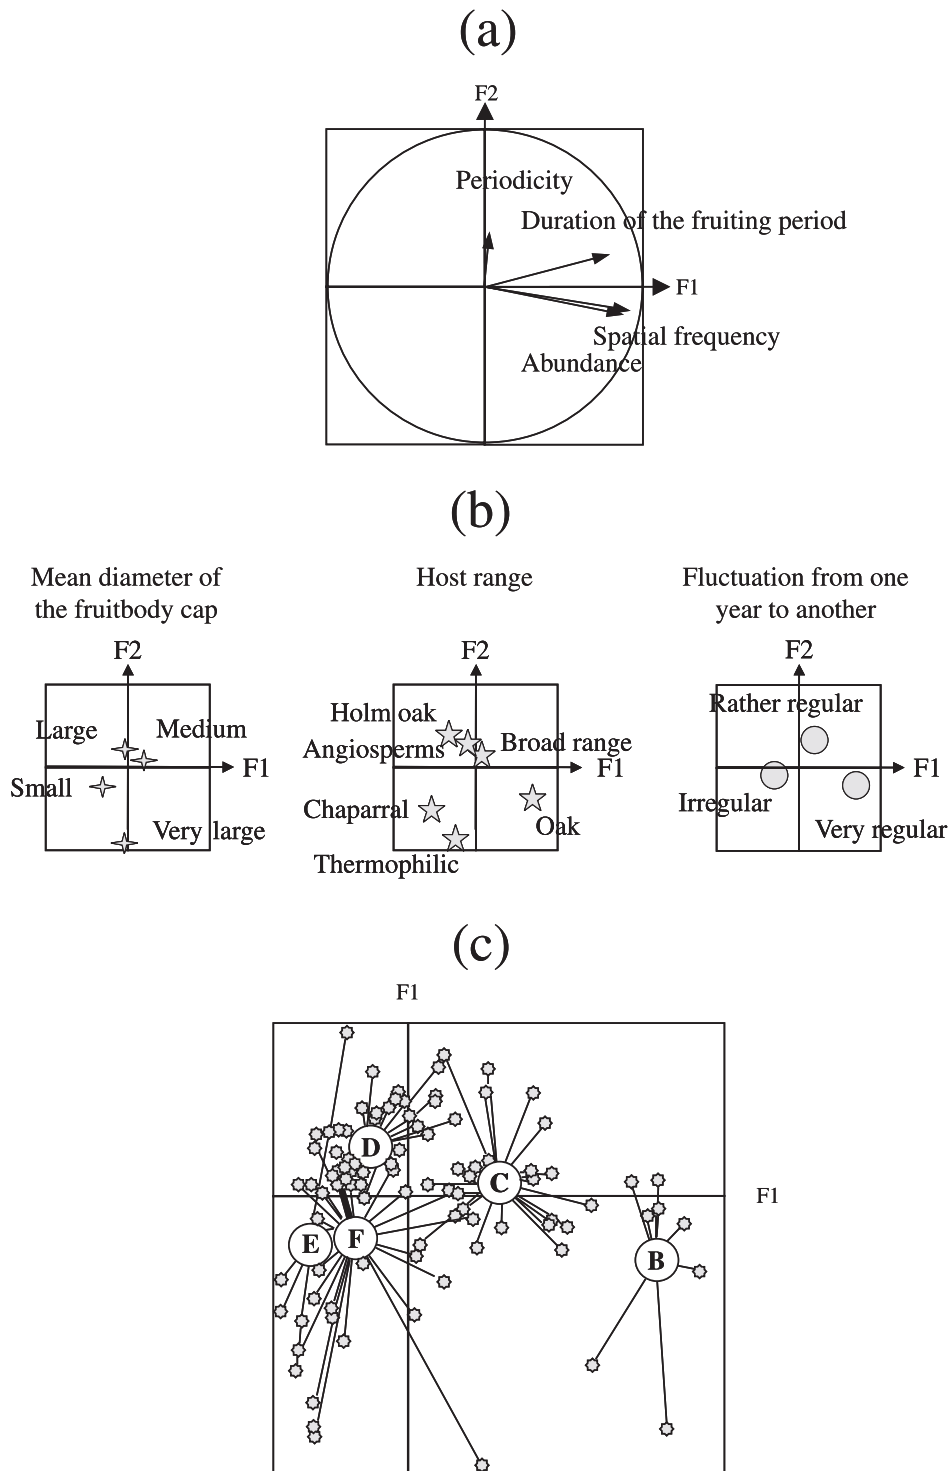 (a)
F2
Periodicity
Duration of the fruiting period
F1
Spatial frequency
Abundance
(b)
Mean diameter of
the fruitbody cap
F2
Large
Medium
F1
Small
Very large
Host range
F2
Holm oak
Angiosperms
Broad range
F1
Chaparral
Oak
Thermophilic
Fluctuation from one
year to another
F2
Rather regular
F1
Irregular
Very regular
(c)
F1
D
C
F1
E
F
B